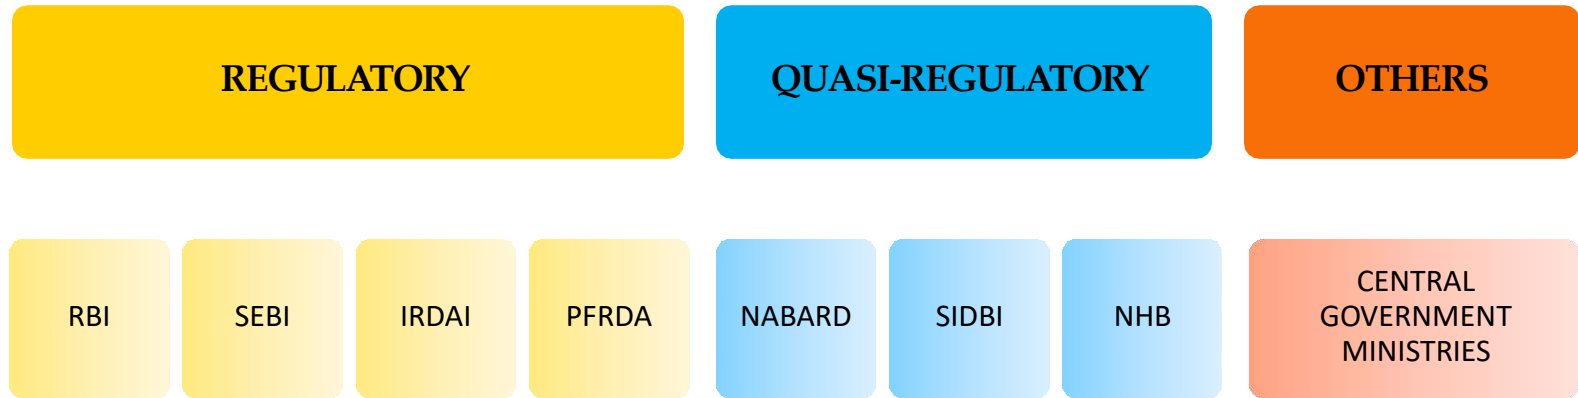 REGULATORY
QUASI-REGULATORY
OTHERS
RBI
SEBI
IRDAI
PFRDA
NABARD
SIDBI
NHB
CENTRAL
GOVERNMENT
MINISTRIES